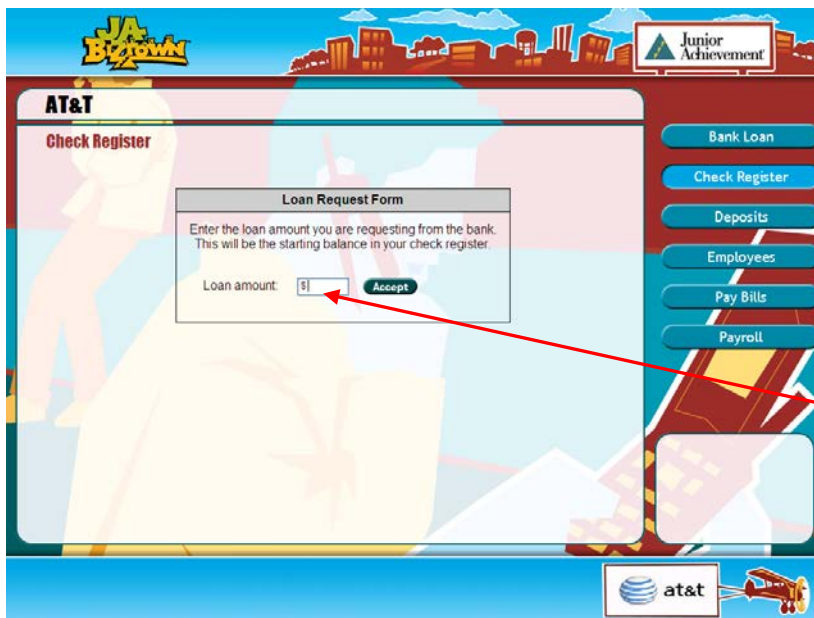 JA
BizTown
Junior
Achievement
AT&T
Check Register
Loan Request Form
Enter the loan amount you are requesting from the bank.
This will be the starting balance in your check register.
Loan amount: $ Accept
Bank Loan
Check Register
Deposits
Employees
Pay Bills
Payroll
at&t